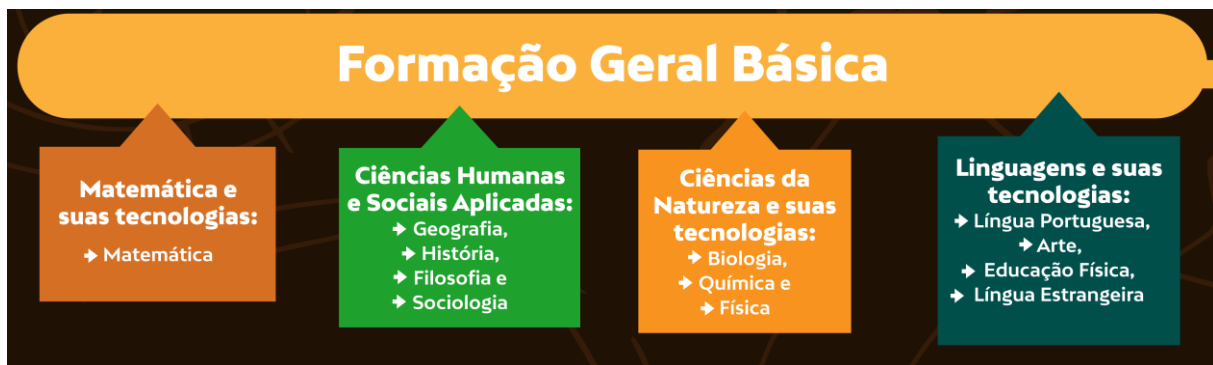 Formação Geral Básica
Matemática e
suas tecnologias:
→ Matemática
Ciências Humanas
e Sociais Aplicadas:
→ Geografia,
→ História,
→ Filosofia e
→ Sociologia
Ciências da
Natureza e suas
tecnologias:
→ Biologia,
→ Química e
→ Física
Linguagens e suas
tecnologias:
→ Língua Portuguesa,
→ Arte,
→ Educação Física,
→ Língua Estrangeira